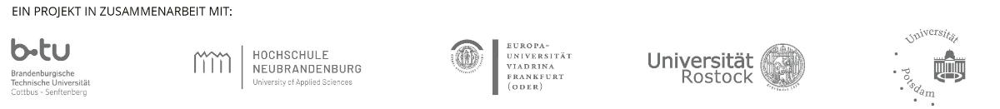 EIN PROJEKT IN ZUSAMMENARBEIT MIT:
b-tu
Brandenburgische
Technische Universität
Cottbus - Senftenberg
HOCHSCHULE
NEUBRANDENBURG
University of Applied Sciences
EUROPA-
UNIVERSITÄT
VIADRINA
FRANKFURT
(ODER)
Universität
Rostock
Universität
Potsdam